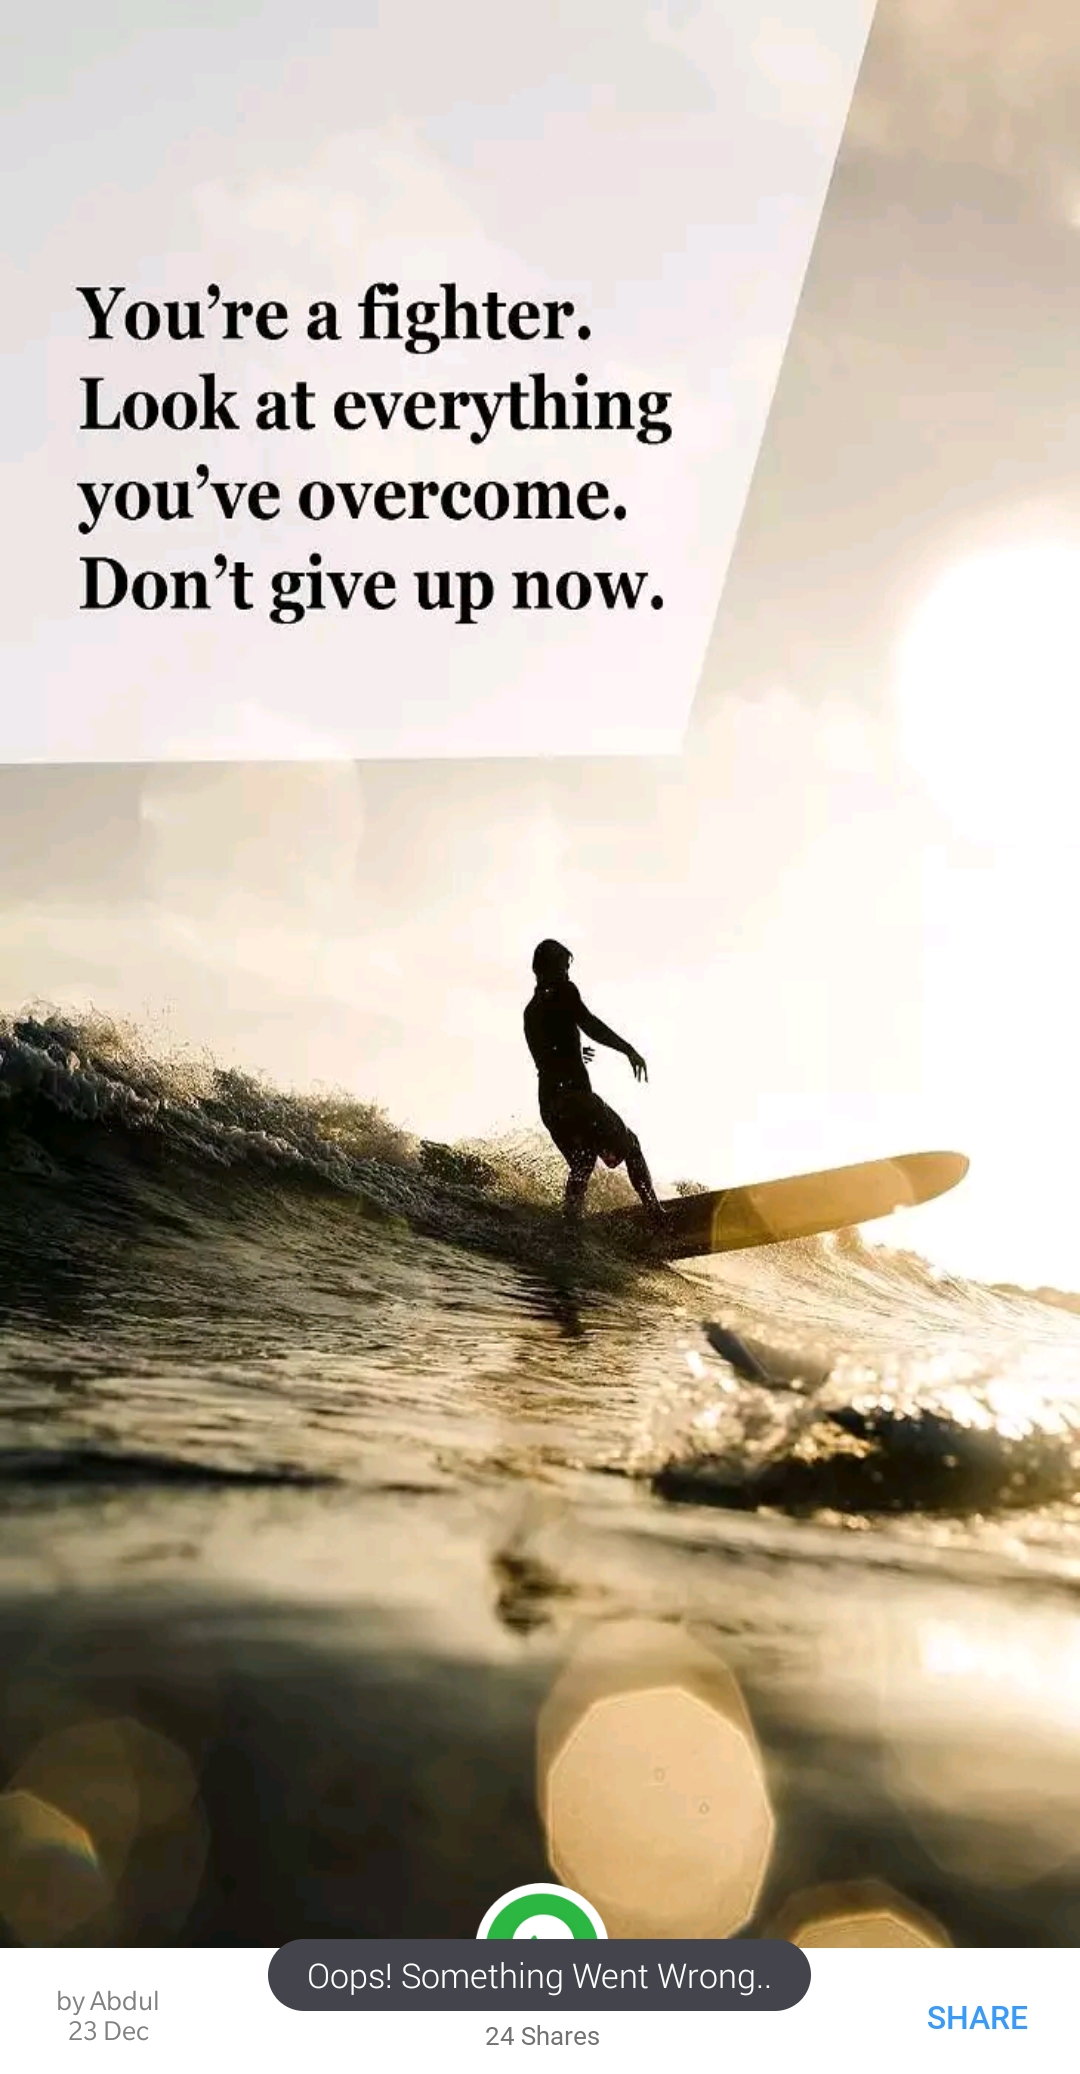 You’re a fighter.
Look at everything
you’ve overcome.
Don’t give up now.
Oops! Something Went Wrong..
by Abdul
23 Dec
24 Shares
SHARE